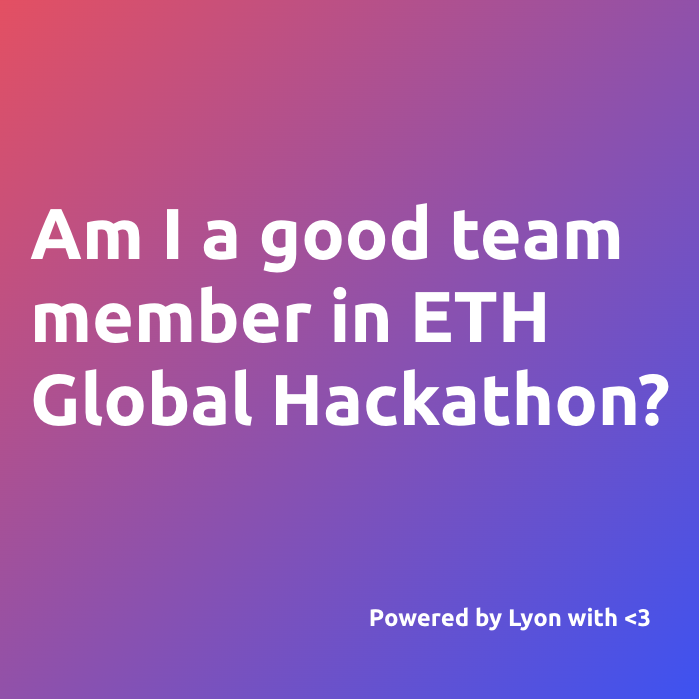 Am I a good team
member in ETH
Global Hackathon?
Powered by Lyon with <3